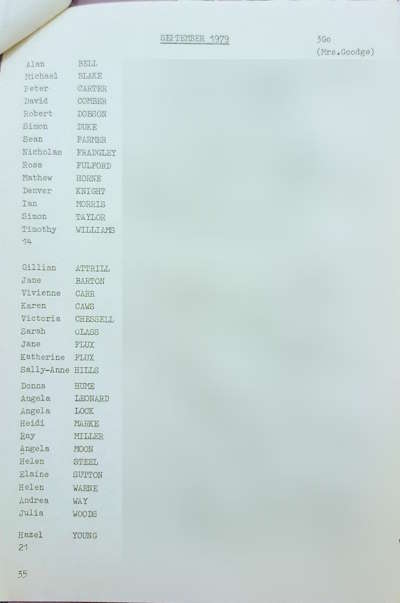 SEPTEMBER 1979
3Go
(Mrs.Goodge)
Alan BELL
Michael BLAKE
Peter CARTER
David COMBER
Robert DOBSON
Simon DUKE
Sean FARMER
Nicholas FRADGLEY
Ross FULFORD
Mathew HORNE
Denver KNIGHT
Ian MORRIS
Simon TAYLOR
Timothy WILLIAMS
14
Gillian ATTRILL
Jane BARTON
Vivienne CARR
Karen CAWS
Victoria CHESSELL
Sarah GLASS
Jane FLUX
Katherine FLUX
Sally-Anne HILLS
Donna HUME
Angela LEONARD
Angela LOCK
Heidi MARKE
Ray MILLER
Angela MOON
Helen STEEL
Elaine SUTTON
Helen WARNE
Andrea WAY
Julia WOODS
Hazel YOUNG
21
35